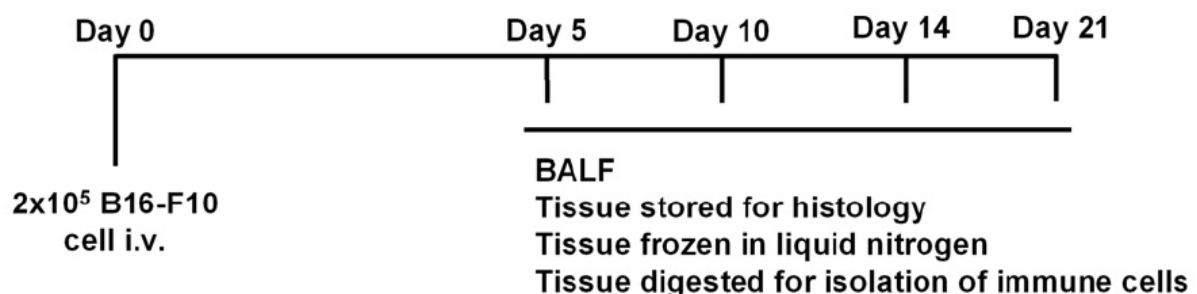 Day 0 Day 5 Day 10 Day 14 Day 21
2x10⁵ B16-F10
cell i.v.
BALF
Tissue stored for histology
Tissue frozen in liquid nitrogen
Tissue digested for isolation of immune cells